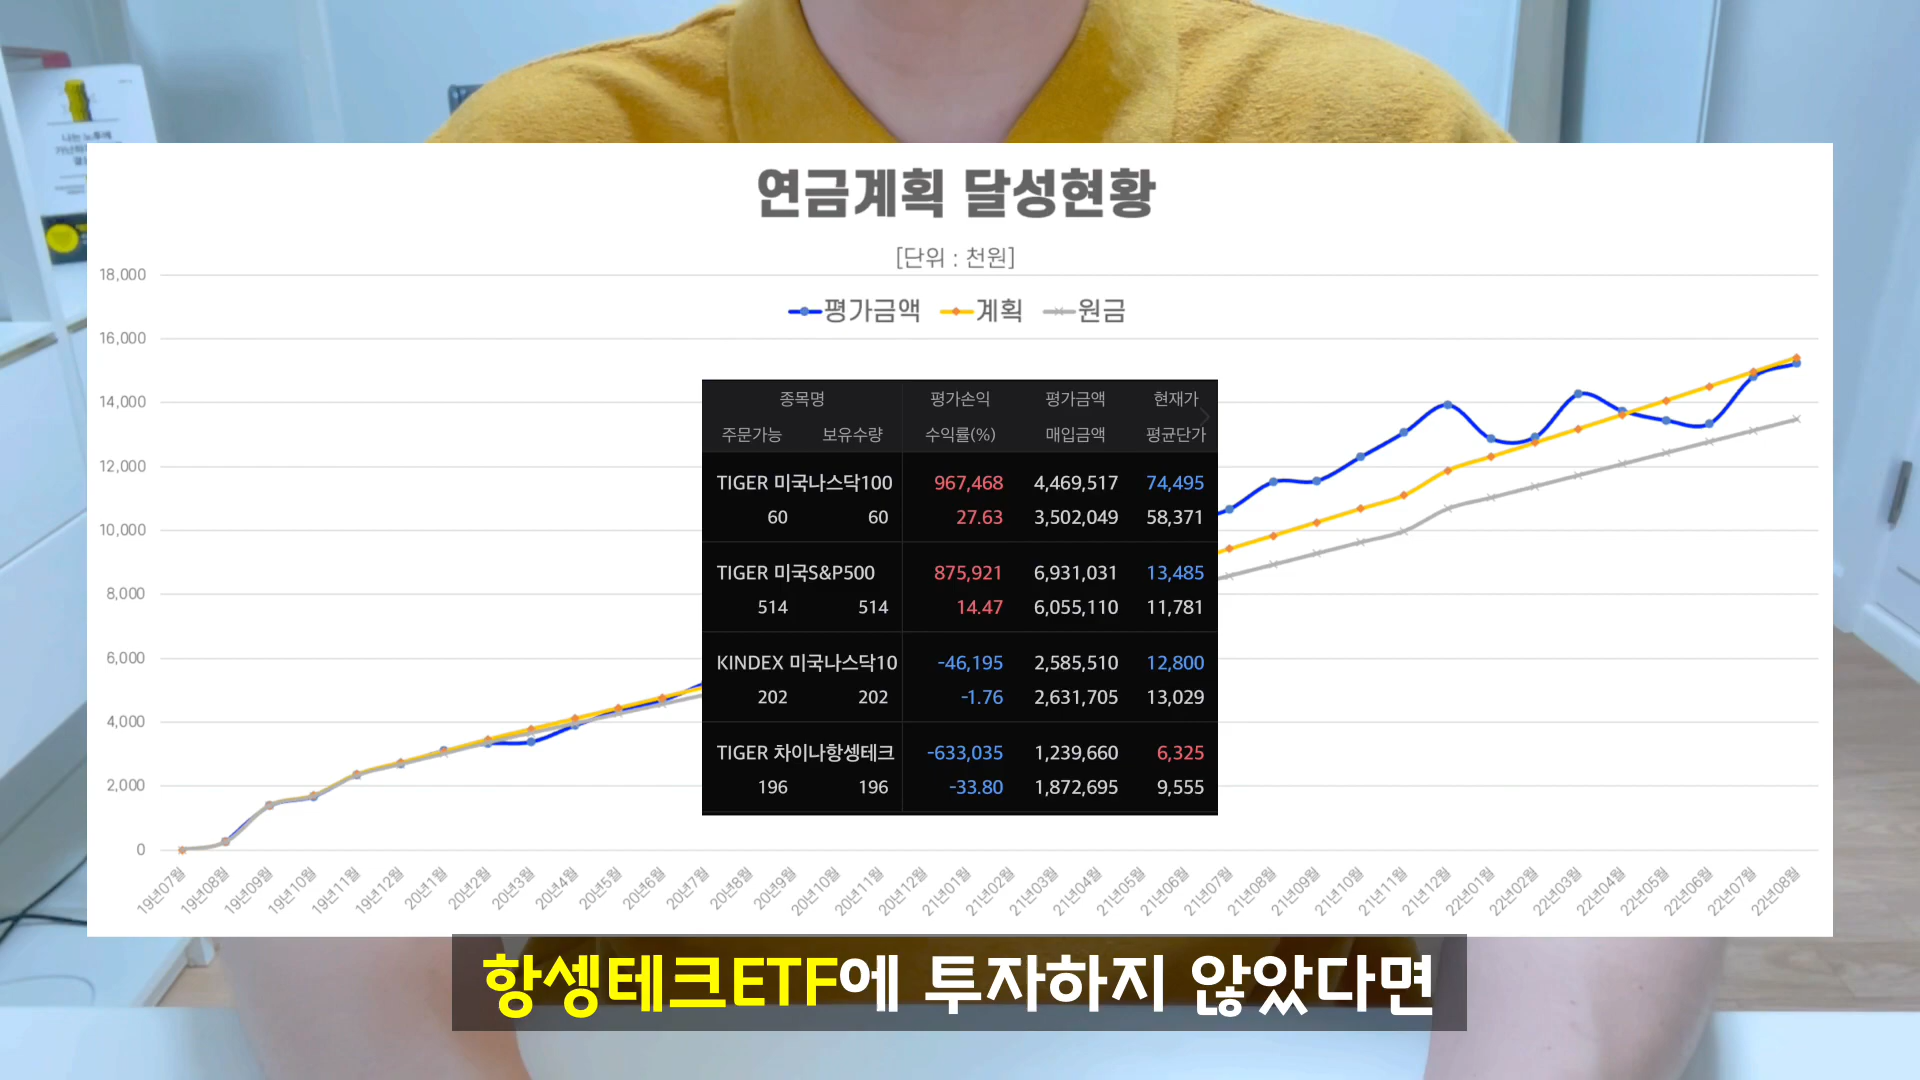 나는 노후에
연금계획 달성현황
[단위 : 천원]
평가금액 계획 원금
18,000
16,000
14,000
12,000
10,000
8,000
6,000
4,000
2,000
0
종목명 평가손익 평가금액 현재가
주문가능 보유수량 수익률(%) 매입금액 평균단가
TIGER 미국나스닥100 967,468 4,469,517 74,495
60 60 27.63 3,502,049 58,371
TIGER 미국S&P500 875,921 6,931,031 13,485
514 514 14.47 6,055,110 11,781
KINDEX 미국나스닥10 -46,195 2,585,510 12,800
202 202 -1.76 2,631,705 13,029
TIGER 차이나항셍테크 -633,035 1,239,660 6,325
196 196 -33.80 1,872,695 9,555
19년07월 19년08월 19년09월 19년10월 19년11월 19년12월 20년1월 20년2월 20년3월 20년4월 20년5월 20년6월 20년7월 20년8월 20년9월 20년10월 20년11월 20년12월 21년01월 21년02월 21년03월 21년04월 21년05월 21년06월 21년07월 21년08월 21년09월 21년10월 21년11월 21년12월 22년01월 22년02월 22년03월 22년04월 22년05월 22년06월 22년07월 22년08월
항셍테크ETF에 투자하지 않았다면